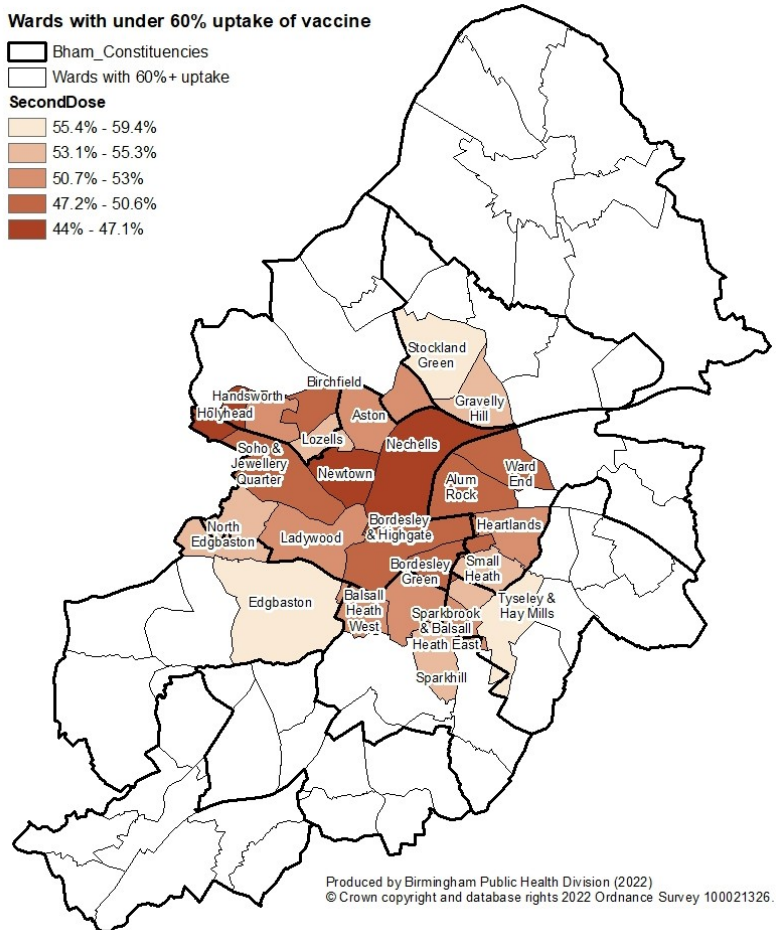 Wards with under 60% uptake of vaccine
Bham_Constituencies
Wards with 60%+ uptake
SecondDose
55.4% - 59.4%
53.1% - 55.3%
50.7% - 53%
47.2% - 50.6%
44% - 47.1%
Stockland
Green
Birchfield
Handsworth
Holyhead
Aston
Gravelly
Hill
Lozells
Nechells
Soho &
Jewellery
Quarter
Newtown
Alum
Rock
Ward
End
North
Edgbaston
Ladywood
Bordesley
& Highgate
Heartlands
Bordesley
Green
Small
Heath
Edgbaston
Balsall
Heath
West
Sparkbrook
& Balsall
Heath East
Tyseley &
Hay Mills
Sparkhill
Produced by Birmingham Public Health Division (2022)
© Crown copyright and database rights 2022 Ordnance Survey 100021326.